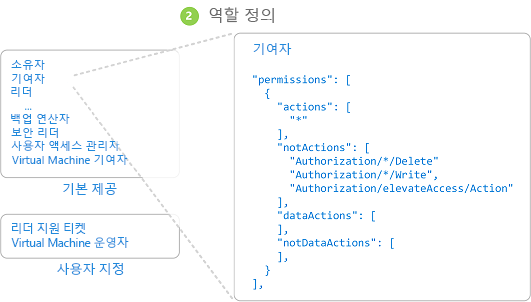 2 역할 정의
소유자
기여자
리더
...
백업 연산자
보안 리더
사용자 액세스 관리자
Virtual Machine 기여자
기본 제공
리더 지원 티켓
Virtual Machine 운영자
사용자 지정
기여자
"permissions": [
{
"actions": [
"*"
],
"notActions": [
"Authorization/*/Delete"
"Authorization/*/Write",
"Authorization/elevateAccess/Action"
],
"dataActions": [
],
"notDataActions": [
],
}
],